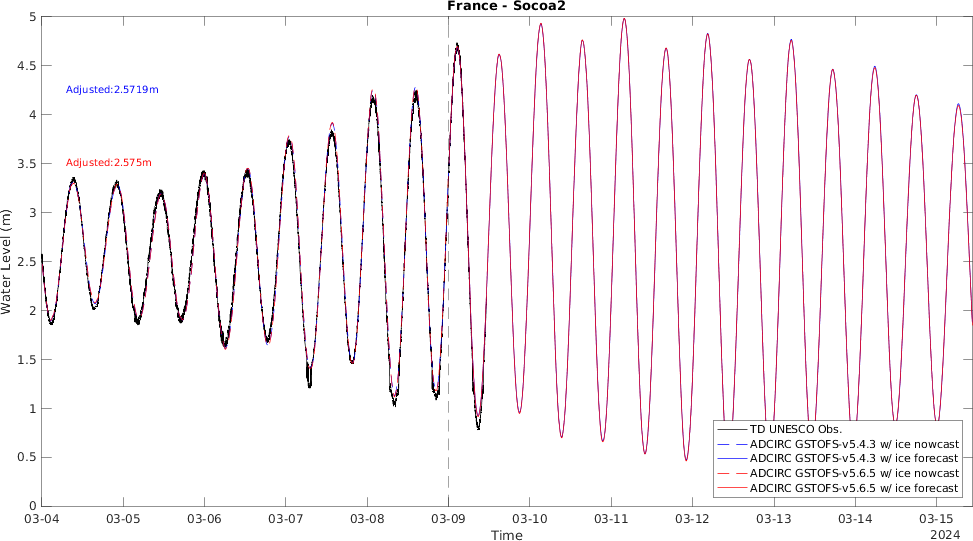 France - Socoa2
5
4.5
4
3.5
3
2.5
2
1.5
1
0.5
0
Water Level (m)
Adjusted:2.5719m
Adjusted:2.575m
TD UNESCO Obs.
ADCIRC GSTOFS-v5.4.3 w/ ice nowcast
ADCIRC GSTOFS-v5.4.3 w/ ice forecast
ADCIRC GSTOFS-v5.6.5 w/ ice nowcast
ADCIRC GSTOFS-v5.6.5 w/ ice forecast
03-04 03-05 03-06 03-07 03-08 03-09 03-10 03-11 03-12 03-13 03-14 03-15
2024
Time